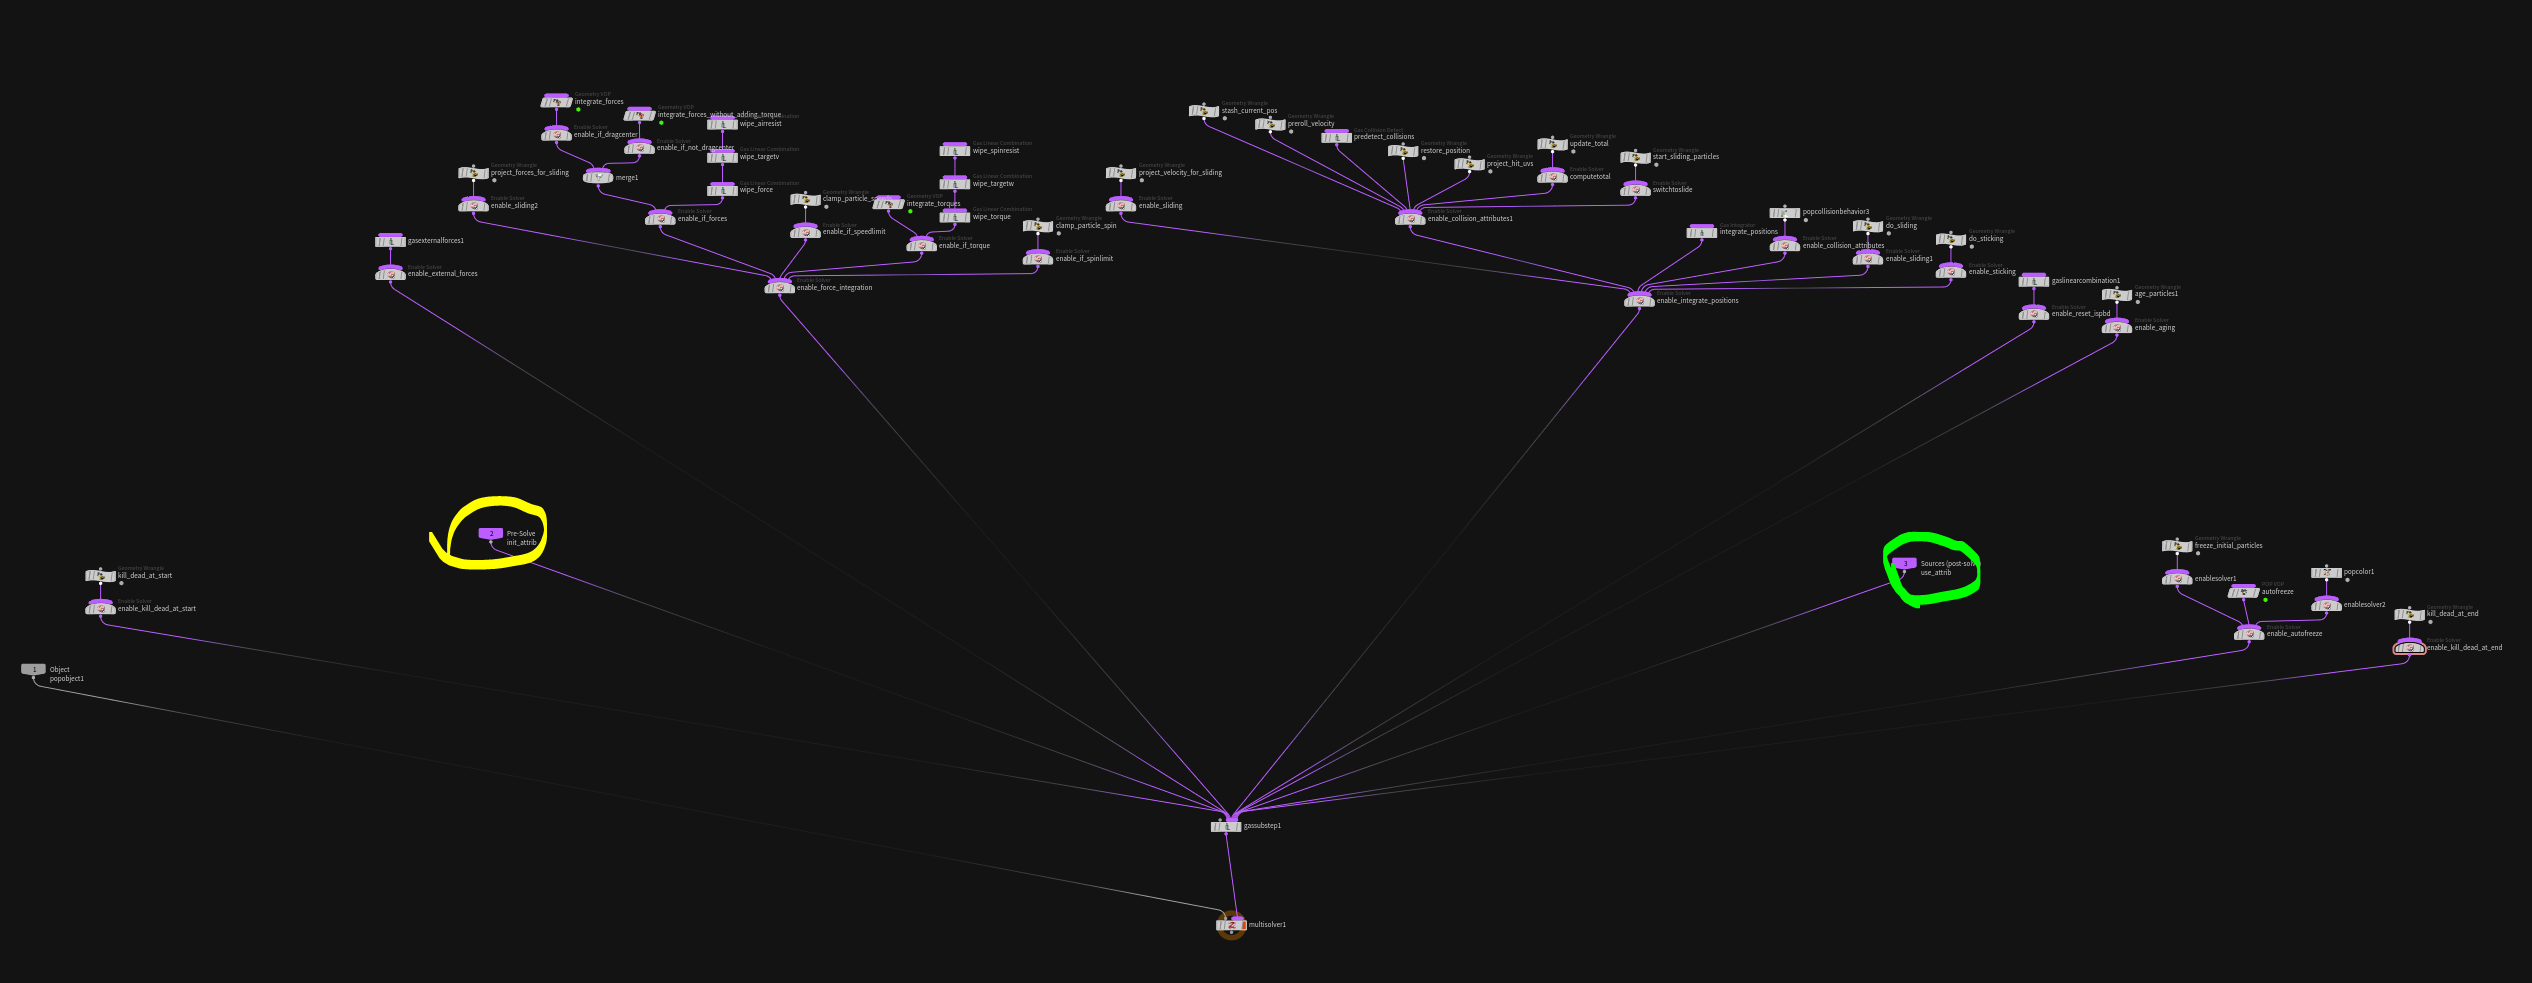 Geometry VOP
integrate_forces
Geometry VOP
integrate_forces_without_adding_torque
wipe_airresist
Enable Solver
enable_if_dragcenter
Enable Solver
enable_if_not_dragcenter
Gas Linear Combination
wipe_targetv
Geometry Wrangle
project_forces_for_sliding
merge1
Gas Linear Combination
wipe_force
Enable Solver
enable_sliding2
Enable Solver
enable_if_forces
Geometry Wrangle
Enable Solver
enable_if_speedlimit
Geometry VOP
integrate_torques
Gas Linear Combination
wipe_spinresist
Gas Linear Combination
wipe_targetw
Gas Linear Combination
wipe_torque
Enable Solver
enable_if_torque
Geometry Wrangle
clamp_particle_spin
Enable Solver
enable_if_spinlimit
gasexternalforces1
Enable Solver
enable_external_forces
Enable Solver
enable_force_integration
Geometry Wrangle
stash_current_pos
Geometry Wrangle
preroll_velocity
Gas Collision Detect
predetect_collisions
Geometry Wrangle
restore_position
Geometry Wrangle
project_hit_uvs
Geometry Wrangle
update_total
Geometry Wrangle
start_sliding_particles
Geometry Wrangle
project_velocity_for_sliding
Enable Solver
computetotal
Enable Solver
switchtoslide
Enable Solver
enable_sliding
Enable Solver
enable_collision_attributes1
Gas Integrator
integrate_positions
popcollisionbehavior3
Enable Solver
enable_collision_attributes
Geometry Wrangle
do_sliding
Enable Solver
enable_sliding1
Geometry Wrangle
do_sticking
Enable Solver
enable_sticking
Enable Solver
enable_integrate_positions
gaslinearcombination1
Enable Solver
enable_reset_ispbd
Geometry Wrangle
age_particles1
Enable Solver
enable_aging
2
Pre-Solve
init_attrib
3
Sources (post-solv
use_attrib
Geometry Wrangle
freeze_initial_particles
enablesolver1
POP VOP
autofreeze
popcolor1
enablesolver2
Enable Solver
enable_autofreeze
Geometry Wrangle
kill_dead_at_end
Enable Solver
enable_kill_dead_at_end
Geometry Wrangle
kill_dead_at_start
Enable Solver
enable_kill_dead_at_start
1
Object
popobject1
gassubstep1
multisolver1